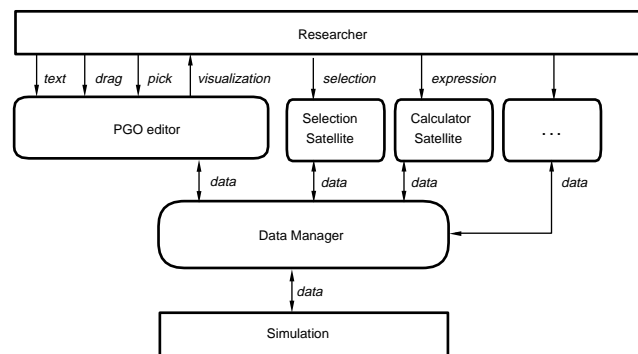 Researcher
text drag pick visualization selection expression
PGO editor
Selection
Satellite
Calculator
Satellite
...
data data data data
Data Manager
data
Simulation